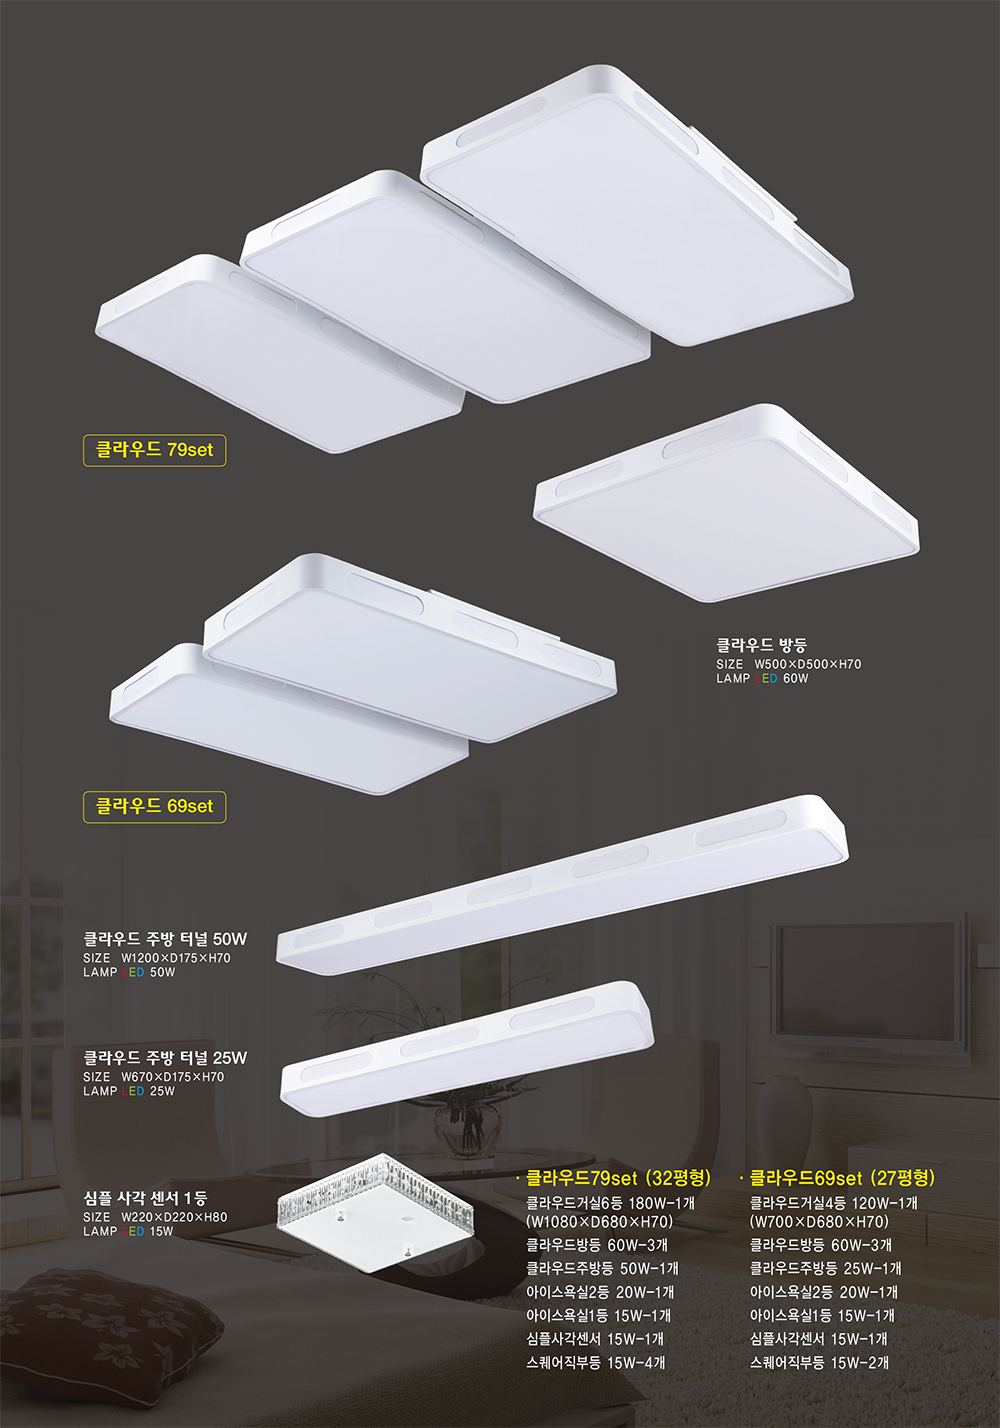 클라우드 79set
클라우드 방등
SIZE W500×D500×H70
LAMP LED 60W
클라우드 69set
클라우드 주방 터널 50W
SIZE W1200×D175×H70
LAMP LED 50W
클라우드 주방 터널 25W
SIZE W670×D175×H70
LAMP LED 25W
심플 사각 센서 1등
SIZE W220×D220×H80
LAMP LED 15W
· 클라우드79set (32평형)
클라우드거실6등 180W-1개
(W1080×D680×H70)
클라우드방등 60W-3개
클라우드주방등 50W-1개
아이스욕실2등 20W-1개
아이스욕실1등 15W-1개
심플사각센서 15W-1개
스퀘어직부등 15W-4개
· 클라우드69set (27평형)
클라우드거실4등 120W-1개
(W700×D680×H70)
클라우드방등 60W-3개
클라우드주방등 25W-1개
아이스욕실2등 20W-1개
아이스욕실1등 15W-1개
심플사각센서 15W-1개
스퀘어직부등 15W-2개